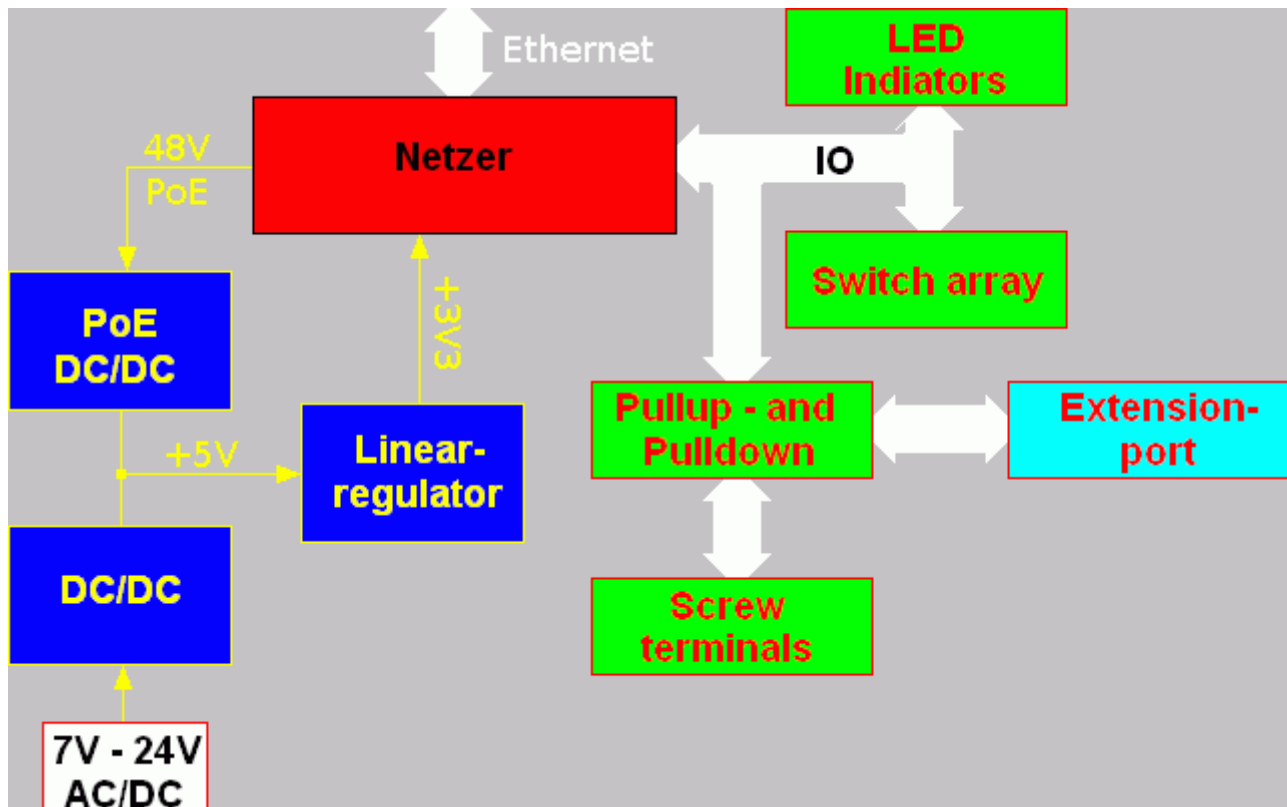 Ethernet
LED
Indiators
48V
PoE
Netzer
IO
Switch array
+3V3
PoE
DC/DC
Pullup - and
Pulldown
Extension-
port
+5V
Linear-
regulator
DC/DC
Screw
terminals
7V - 24V
AC/DC